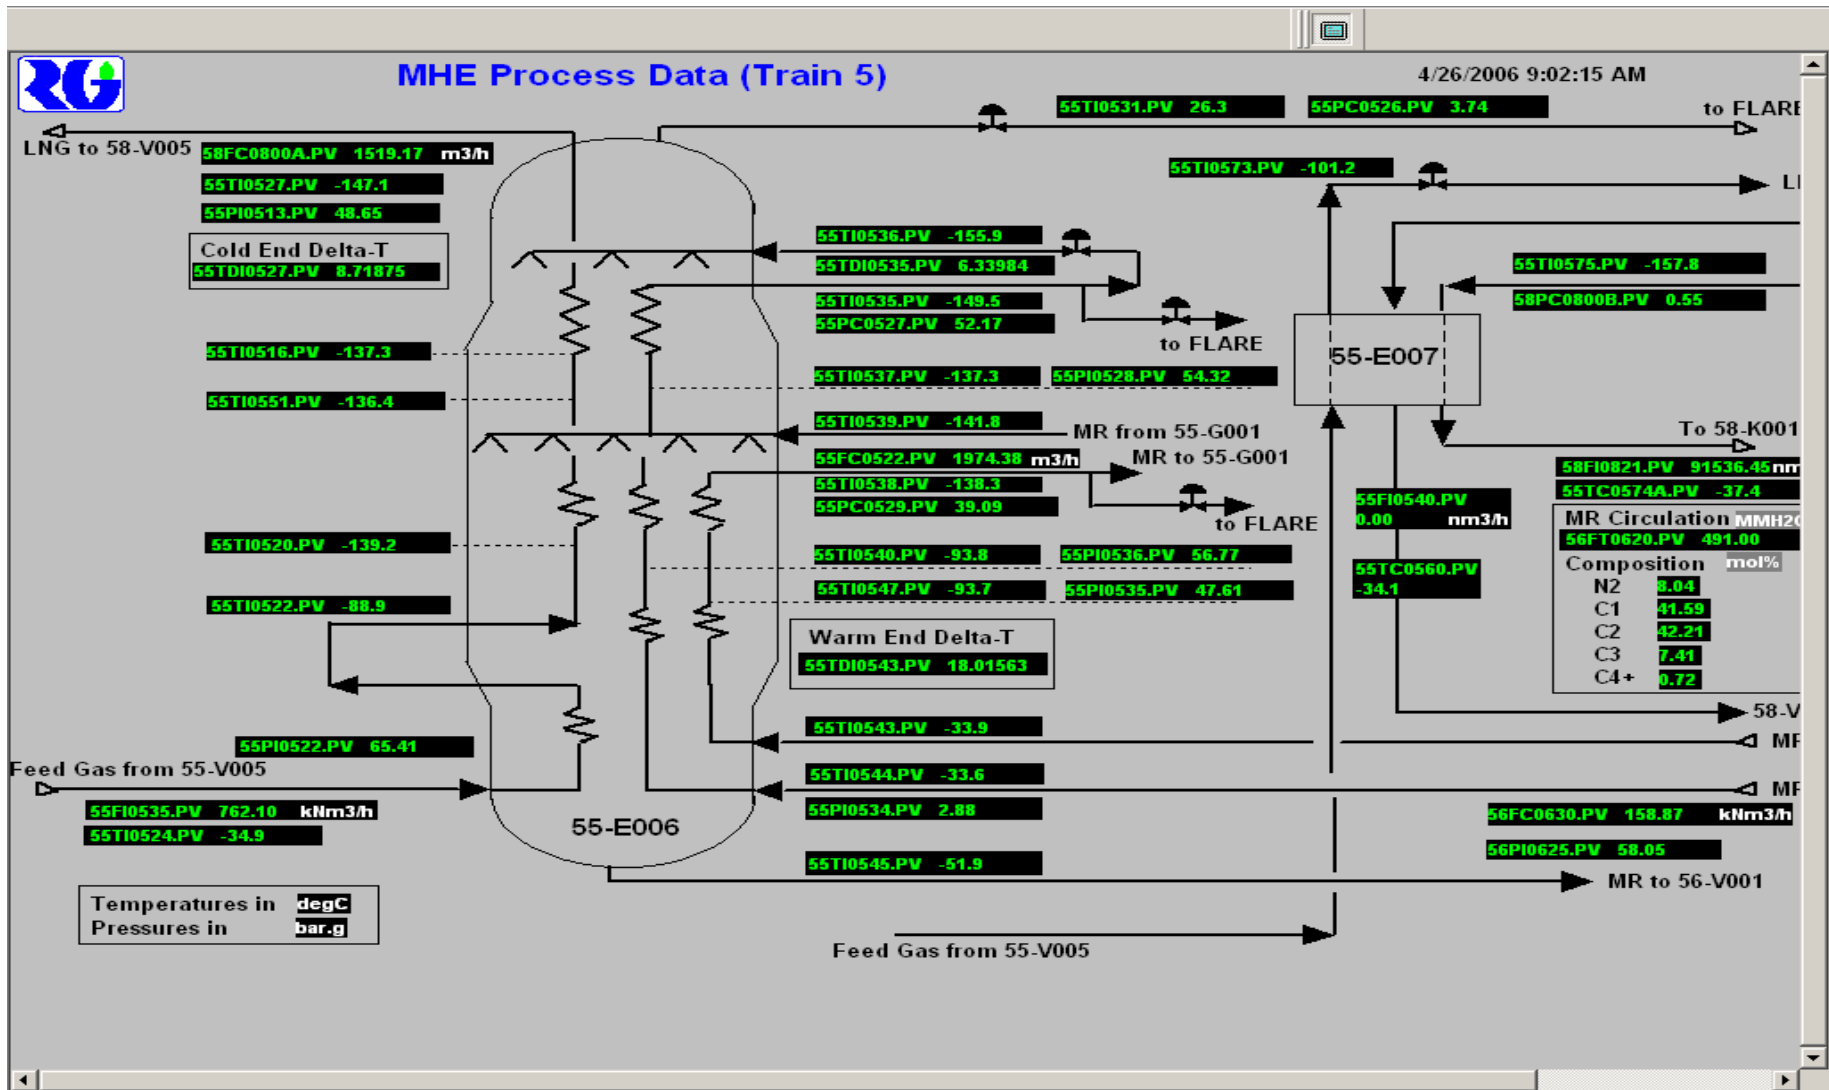 RG
MHE Process Data (Train 5)
4/26/2006 9:02:15 AM
55TI0531.PV 26.3
55PC0526.PV 3.74
to FLARE
LNG to 58-V005
58FC0800A.PV 1519.17 m3/h
55TI0527.PV -147.1
55PI0513.PV 48.65
Cold End Delta-T
55TDI0527.PV 8.71875
55TI0573.PV -101.2
55TI0536.PV -155.9
55TDI0535.PV 6.33984
55TI0535.PV -149.5
55PC0527.PV 52.17
to FLARE
55TI0575.PV -157.8
58PC0800B.PV 0.55
55-E007
55TI0516.PV -137.3
55TI0551.PV -136.4
55TI0537.PV -137.3
55PI0528.PV 54.32
55TI0539.PV -141.8
MR from 55-G001
55FC0522.PV 1974.38 m3/h
MR to 55-G001
55TI0538.PV -138.3
55PC0529.PV 39.09
to FLARE
To 58-K001
58FI0821.PV 91536.45 nm
55TC0574A.PV -37.4
55FI0540.PV
0.00 nm3/h
MR Circulation MMH2
56FT0620.PV 491.00
Composition mol%
N2 8.04
C1 41.59
C2 42.21
C3 7.41
C4+ 0.72
55TI0520.PV -139.2
55TI0522.PV -88.9
55TI0540.PV -93.8
55PI0536.PV 56.77
55TI0547.PV -93.7
55PI0535.PV 47.61
55TC0560.PV
-34.1
Warm End Delta-T
55TDI0543.PV 18.01563
58-V
55TI0543.PV -33.9
MR
55PI0522.PV 65.41
Feed Gas from 55-V005
55TI0544.PV -33.6
MR
55FI0535.PV 762.10 kNm3/h
55TI0524.PV -34.9
55PI0534.PV 2.88
55-E006
56FC0630.PV 158.87 kNm3/h
56PI0625.PV 58.05
55TI0545.PV -51.9
MR to 56-V001
Temperatures in degC
Pressures in bar.g
Feed Gas from 55-V005